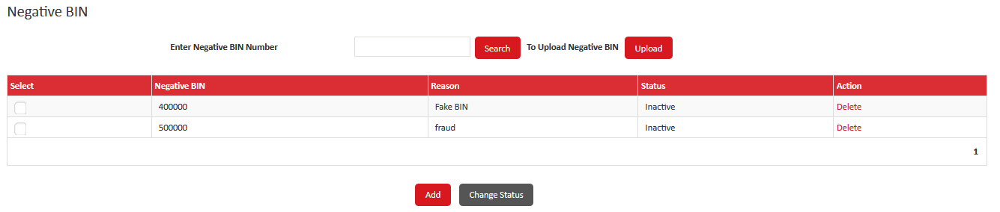 Negative BIN
Enter Negative BIN Number Search To Upload Negative BIN Upload
Select Negative BIN Reason Status Action
400000 Fake BIN Inactive Delete
500000 fraud Inactive Delete
1
Add Change Status